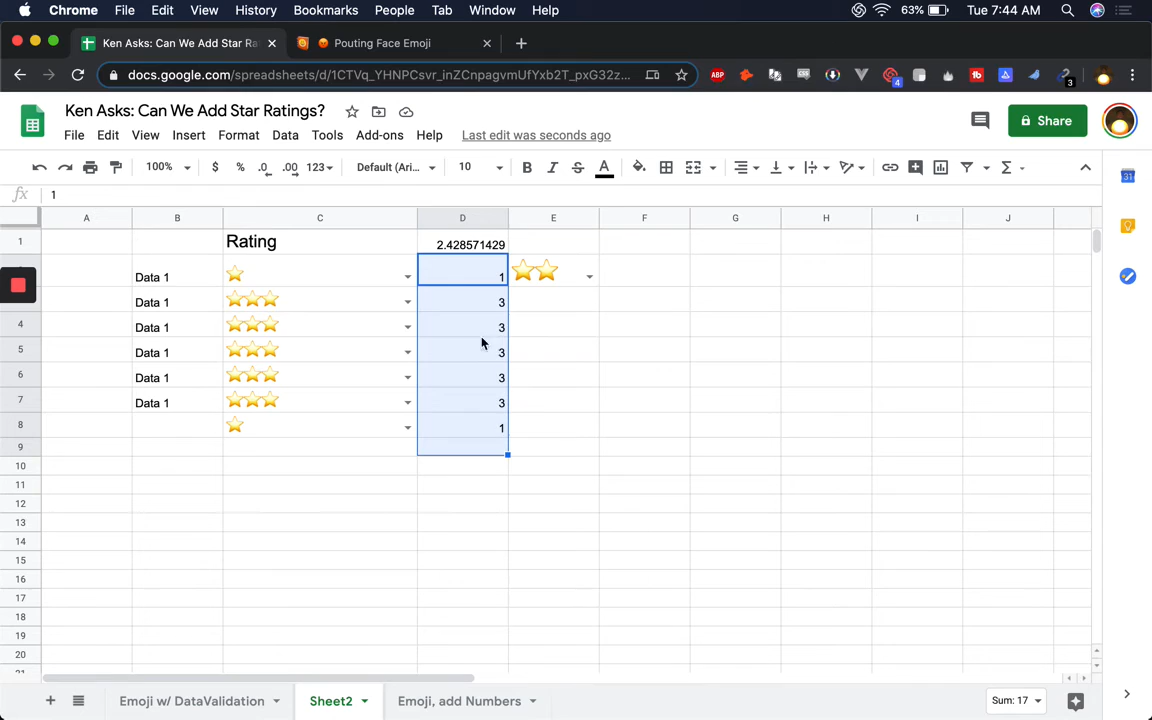 Chrome File Edit View History Bookmarks People Tab Window Help 63% Tue 7:44 AM
Ken Asks: Can We Add Star Ra Pouting Face Emoji
docs.google.com/spreadsheets/d/1CTVq_YHNPCsvr_inZCnpagvmUfYxb2T_pxG32z... ABP 4 3
Ken Asks: Can We Add Star Ratings?
File Edit View Insert Format Data Tools Add-ons Help Last edit was seconds ago
Share
100% $ % .0 .00 123 Default (Ari... 10 B I S A
fx 1
A B C D E F G H I J
1 Rating 2.428571429
Data 1 1
Data 1 3
4 Data 1 3
5 Data 1 3
6 Data 1 3
7 Data 1 3
8 1
9
10
11
12
13
14
15
16
17
18
19
20
Emoji w/ DataValidation Sheet2 Emoji, add Numbers Sum: 17